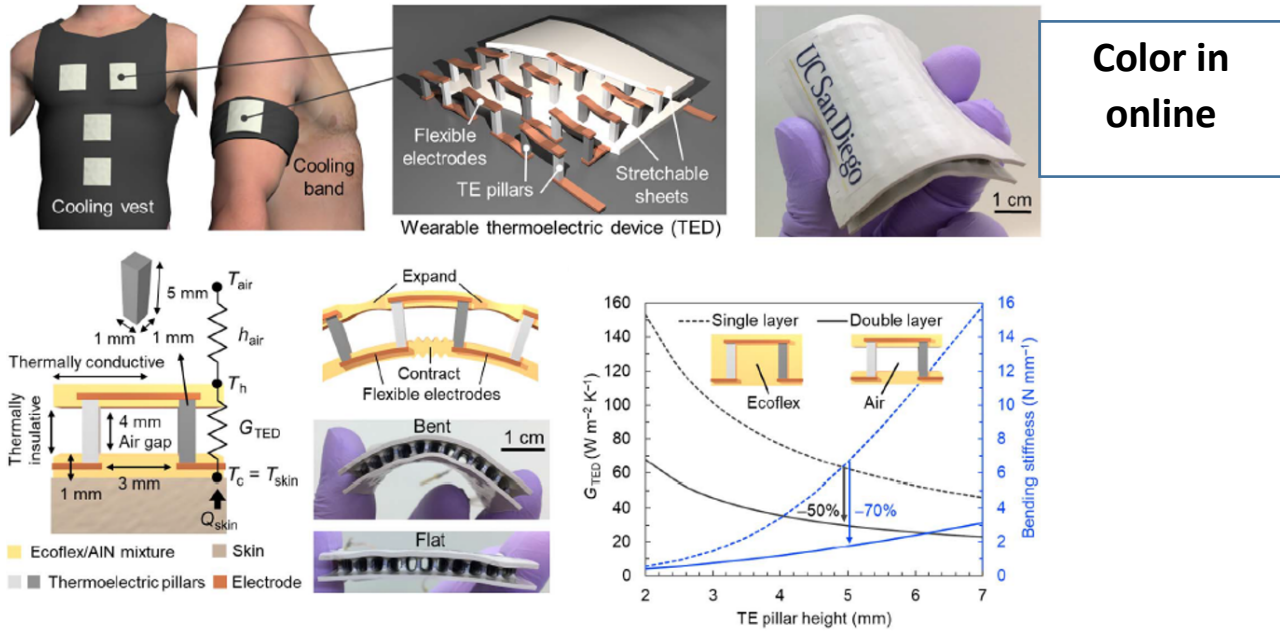 Cooling vest
Cooling
band
Flexible
electrodes
TE pillars
Stretchable
sheets
Wearable thermoelectric device (TED)
UC San Diego
1 cm
Color in
online
5 mm
1 mm
1 mm
T_air
h_air
Thermally conductive
T_h
Thermally
insulative
4 mm
Air gap
G_TED
1 mm
3 mm
T_c = T_skin
Q_skin
Ecoflex/AlN mixture
Skin
Thermoelectric pillars
Electrode
Expand
Contract
Flexible electrodes
Bent
1 cm
Flat
160
140
120
100
80
60
40
20
0
G_TED (W m⁻² K⁻¹)
Single layer
Double layer
Ecoflex
Air
–50%
–70%
2
3
4
5
6
7
TE pillar height (mm)
16
14
12
10
8
6
4
2
0
Bending stiffness (N mm⁻¹)